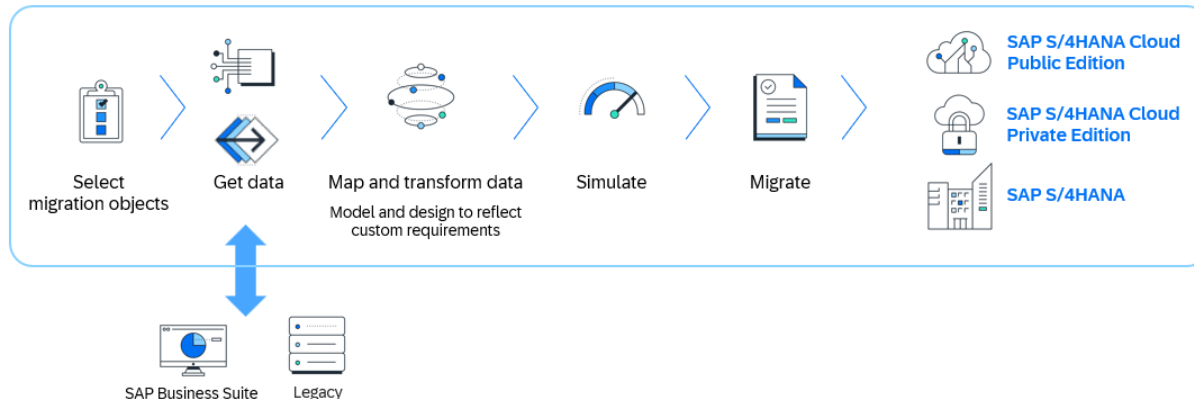 Select
migration objects
Get data
Map and transform data
Model and design to reflect
custom requirements
Simulate
Migrate
SAP S/4HANA Cloud
Public Edition
SAP S/4HANA Cloud
Private Edition
SAP S/4HANA
SAP Business Suite
Legacy